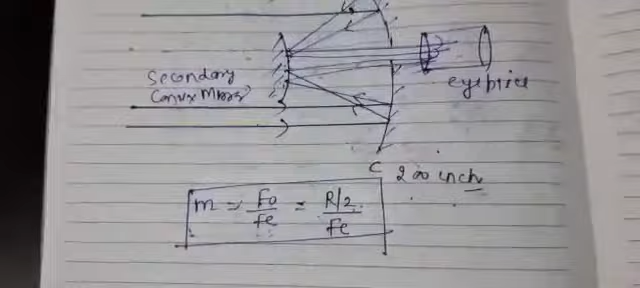 Secondary
Convex Mirror
eyepiece
C 200 inch
m = Fo/fe = R/2/fe